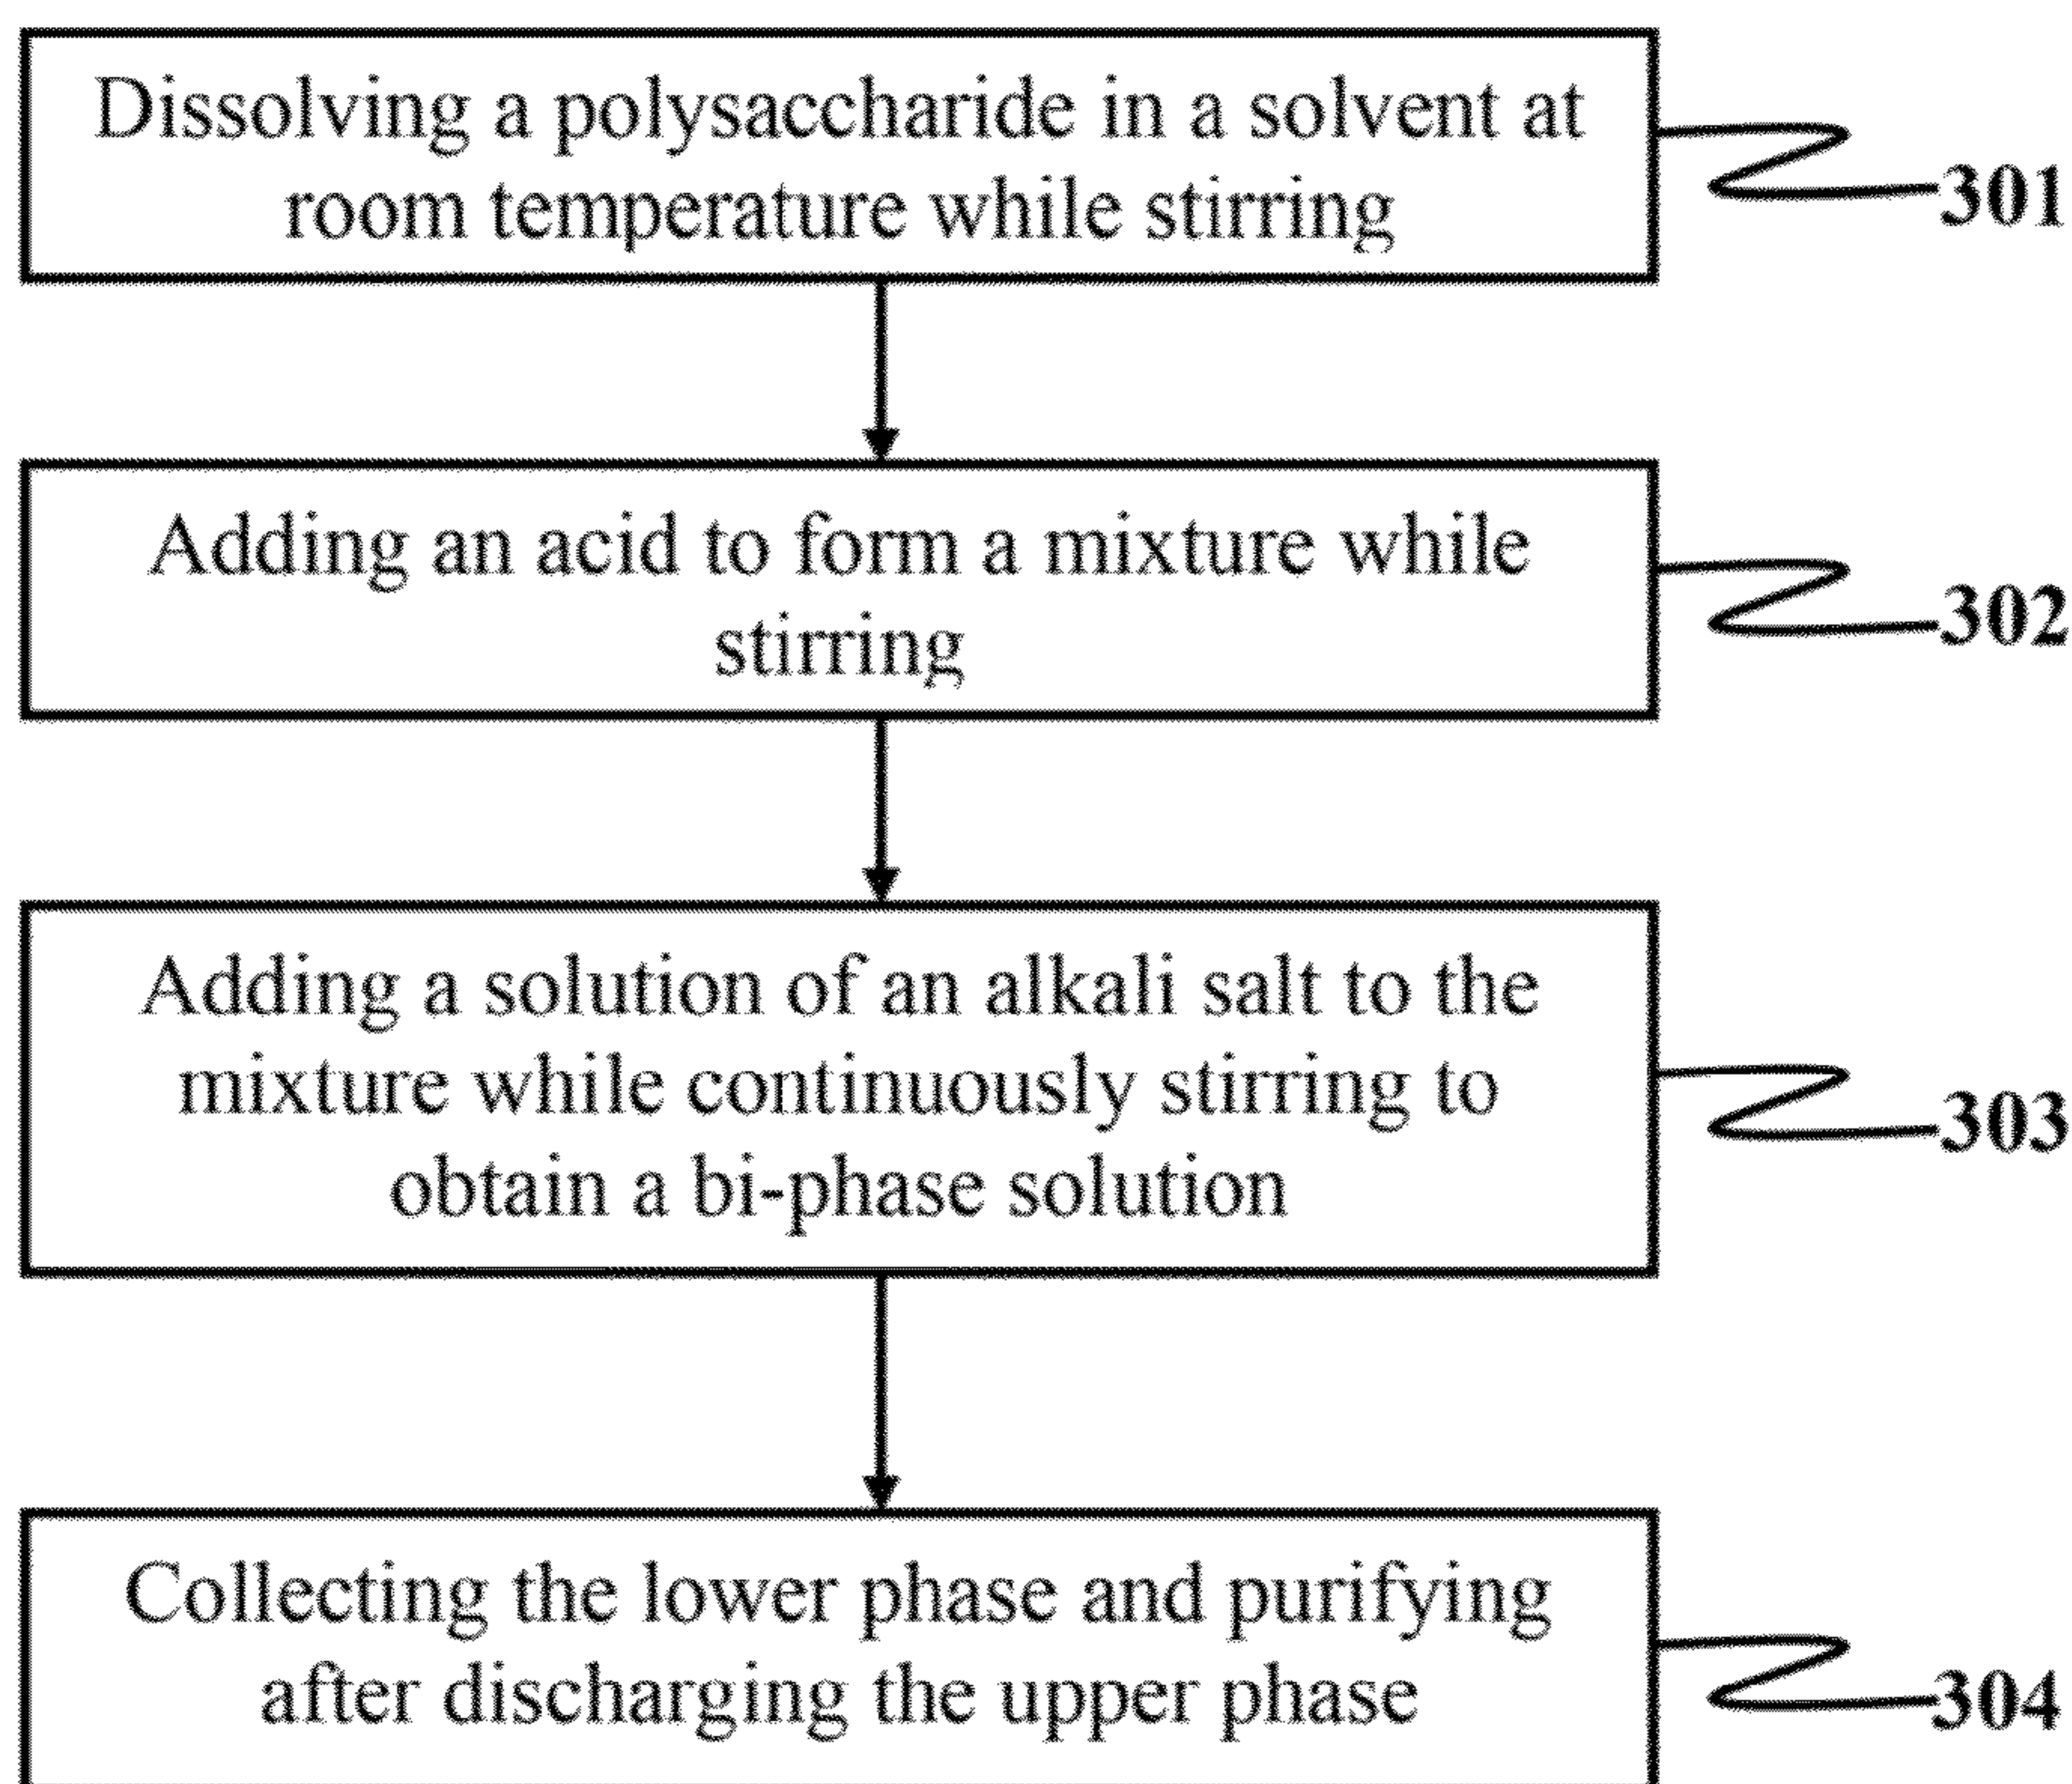 Dissolving a polysaccharide in a solvent at
room temperature while stirring
301
Adding an acid to form a mixture while
stirring
302
Adding a solution of an alkali salt to the
mixture while continuously stirring to
obtain a bi-phase solution
303
Collecting the lower phase and purifying
after discharging the upper phase
304